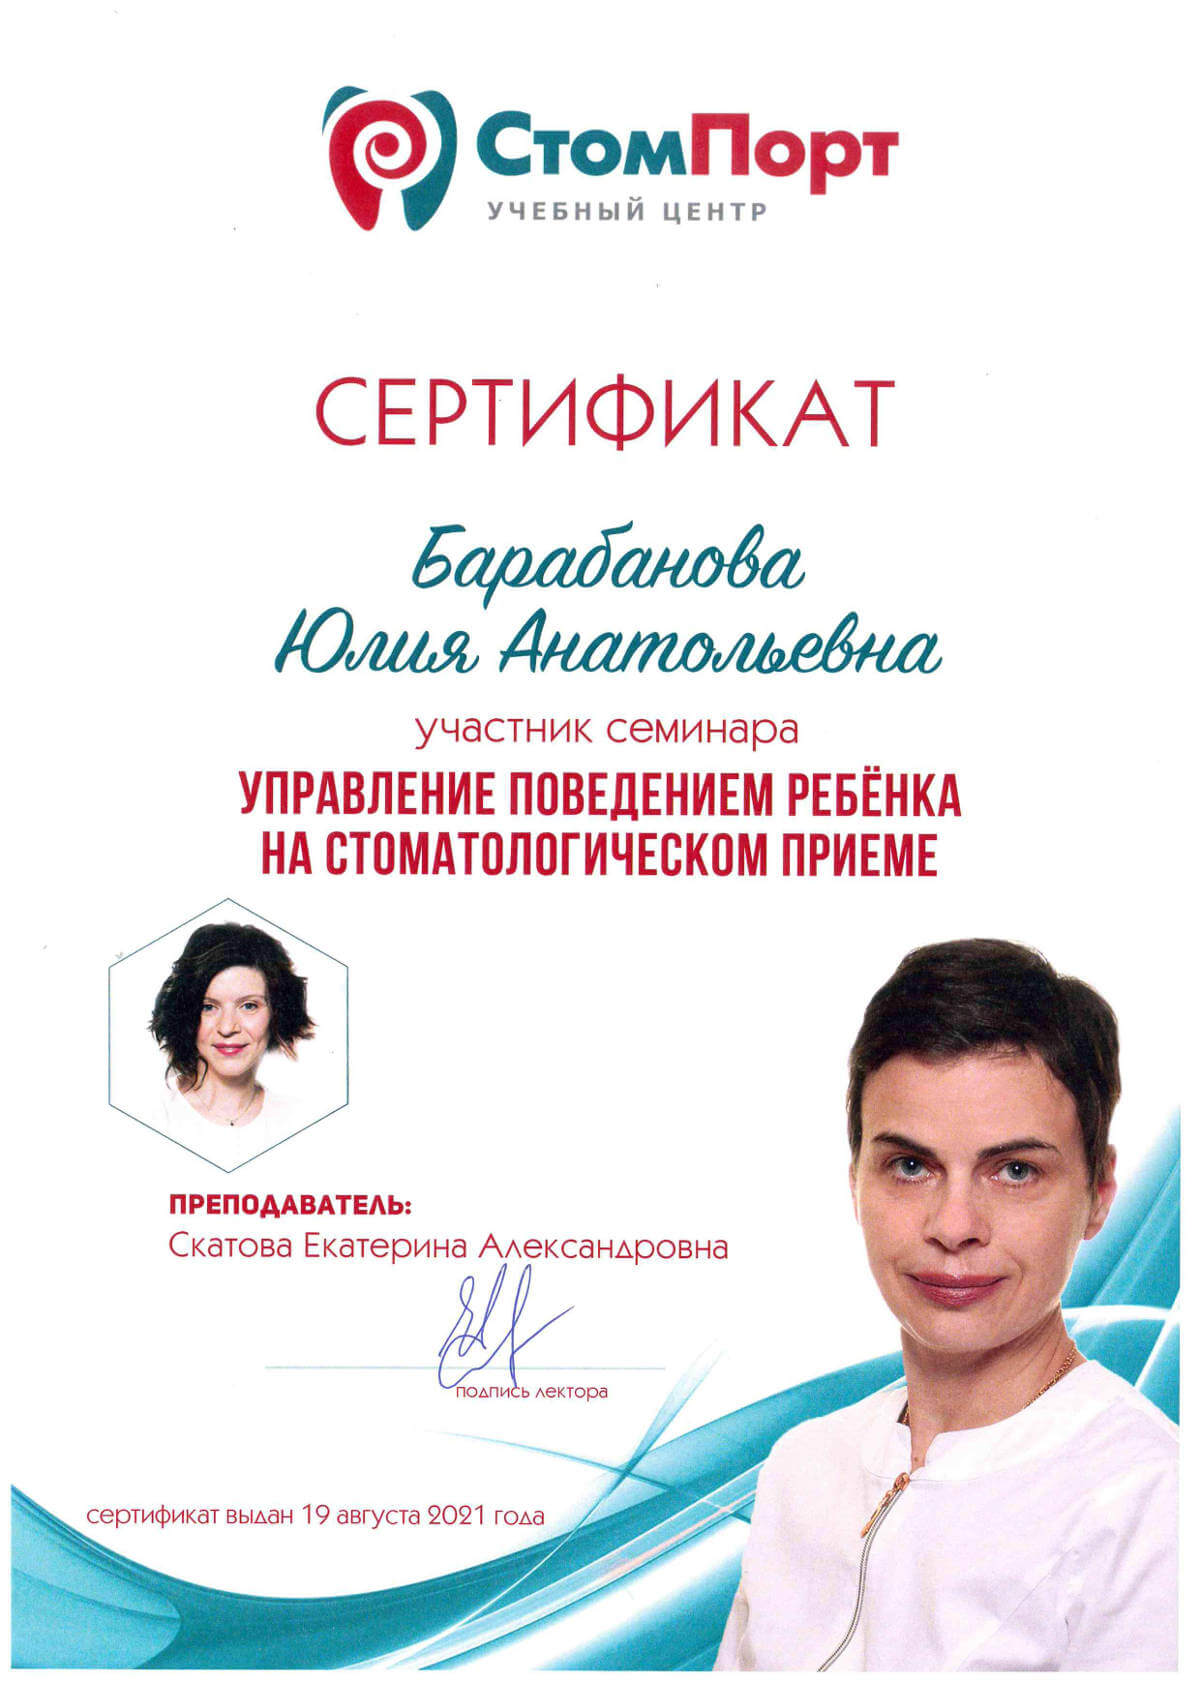 СтомПорт
УЧЕБНЫЙ ЦЕНТР
СЕРТИФИКАТ
Барабанова
Юлия Анатольевна
участник семинара
УПРАВЛЕНИЕ ПОВЕДЕНИЕМ РЕБЁНКА
НА СТОМАТОЛОГИЧЕСКОМ ПРИЕМЕ
ПРЕПОДАВАТЕЛЬ:
Скатова Екатерина Александровна
подпись лектора
сертификат выдан 19 августа 2021 года